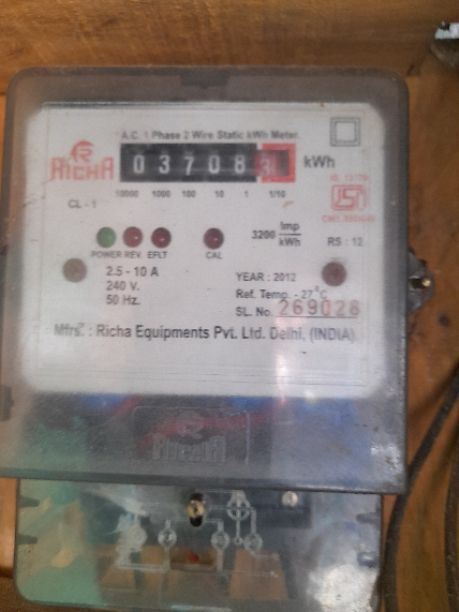 A.C. 1 Phase 2 Wire Static kWh Meter.
RICHA
03708 kWh
10000 1000 100 10 1 1/10
CL - 1
3200 Imp/kWh
RS : 12
POWER REV. EFLT CAL
2.5 - 10 A
240 V.
50 Hz.
YEAR : 2012
Ref. Temp. - 27°C
SL. No. 269028
Mfrs. : Richa Equipments Pvt. Ltd. Delhi, (INDIA)
RICHA